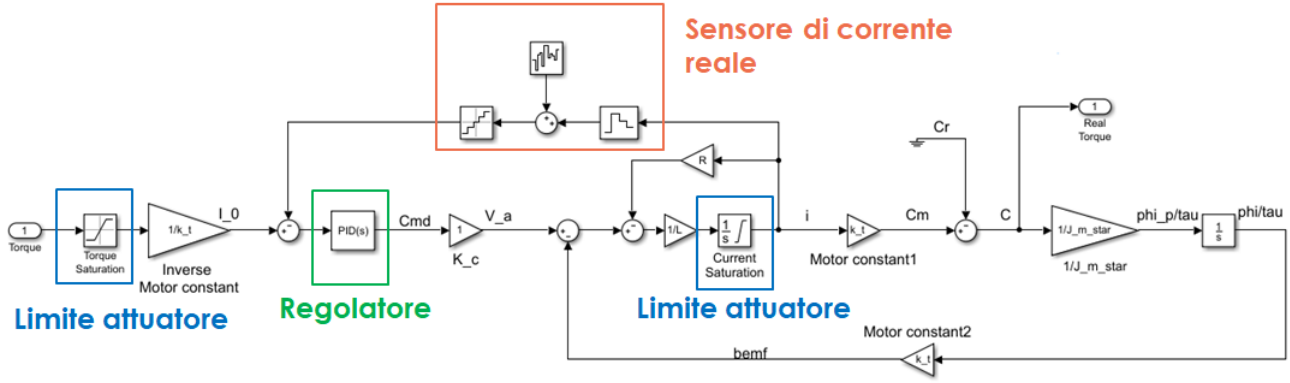 Sensore di corrente
reale
1
Real
Torque
Cr
R
1
Torque
Torque
Saturation
1/k_t
I_0
Inverse
Motor constant
PID(s)
Cmd
1
V_a
K_c
1/L
1
s
Current
Saturation
i
k_t
Motor constant1
Cm
C
1/J_m_star
1/J_m_star
phi_p/tau
1
s
phi/tau
Limite attuatore
Regolatore
Limite attuatore
Motor constant2
k_t
bemf